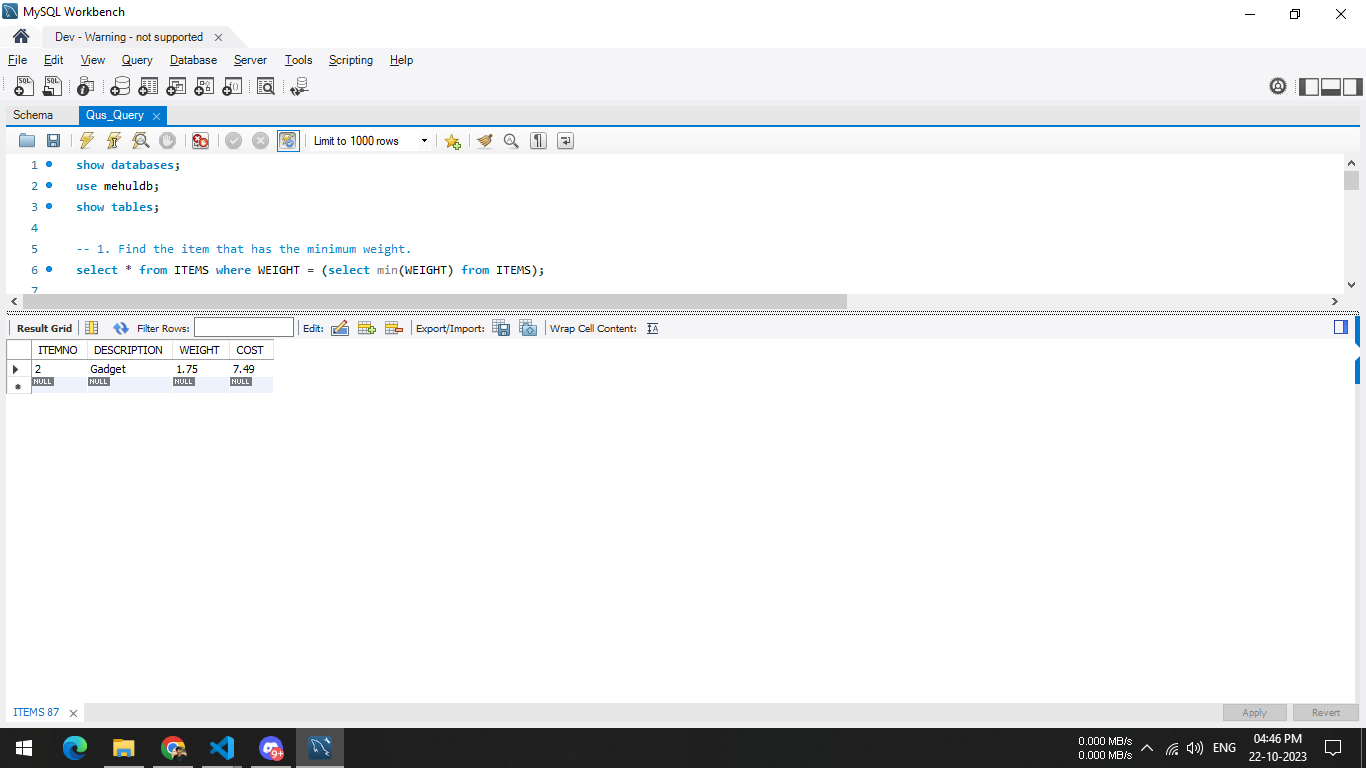 MySQL Workbench
Dev - Warning - not supported
File Edit View Query Database Server Tools Scripting Help
Schema Qus_Query
Limit to 1000 rows
1 show databases;
2 use mehuldb;
3 show tables;
4
5 -- 1. Find the item that has the minimum weight.
6 select * from ITEMS where WEIGHT = (select min(WEIGHT) from ITEMS);
7
Result Grid Filter Rows: Edit: Export/Import: Wrap Cell Content: IA
ITEMNO DESCRIPTION WEIGHT COST
2 Gadget 1.75 7.49
NULL NULL NULL NULL
ITEMS 87 Apply Revert
0.000 MB/s
0.000 MB/s
ENG
04:46 PM
22-10-2023
9+